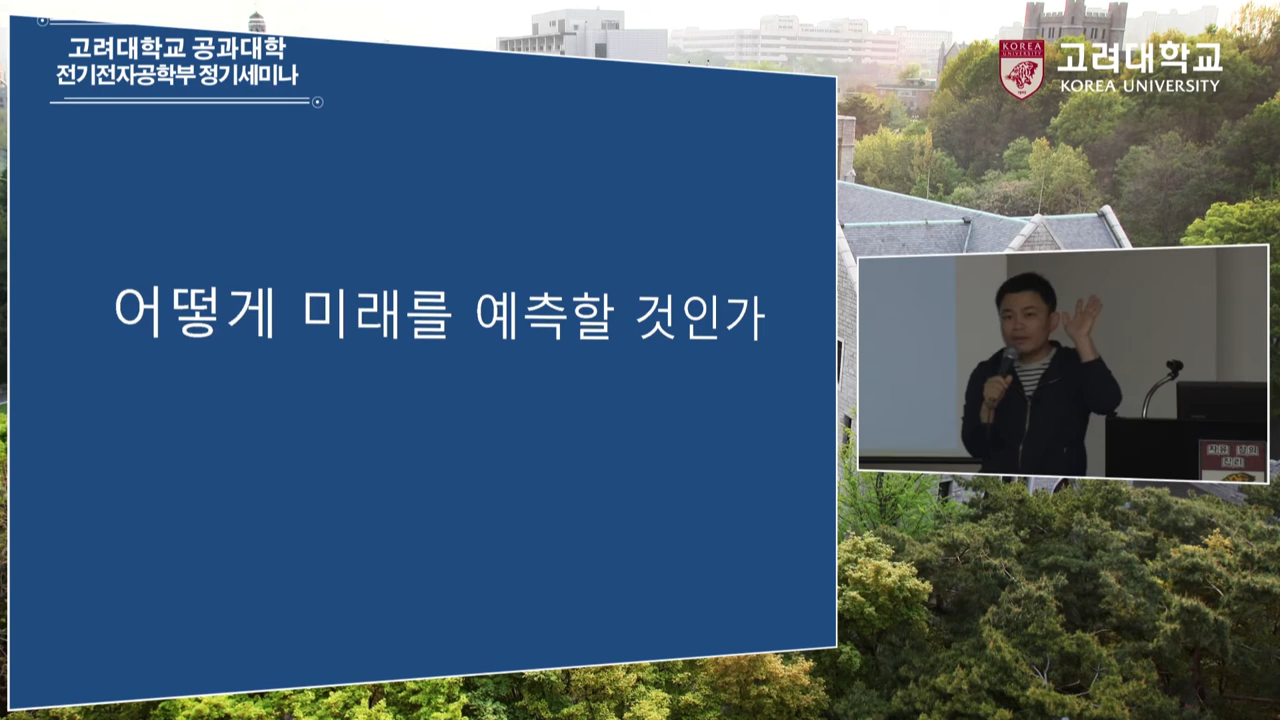 고려대학교 공과대학
전기전자공학부 정기세미나
KOREA
UNIVERSITY
고려대학교
KOREA UNIVERSITY
어떻게 미래를 예측할 것인가